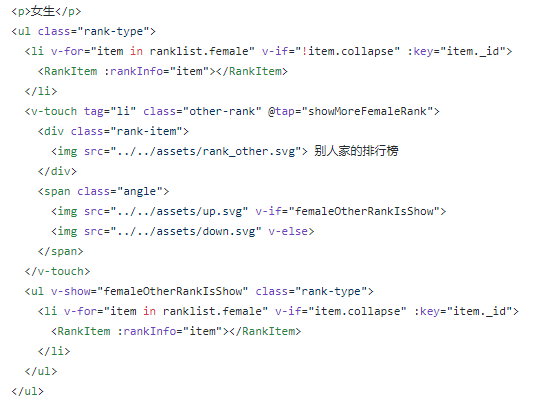 <p>女生</p>
<ul class="rank-type">
  <li v-for="item in ranklist.female" v-if="!item.collapse" :key="item._id">
    <RankItem :rankInfo="item"></RankItem>
  </li>
  <v-touch tag="li" class="other-rank" @tap="showMoreFemaleRank">
    <div class="rank-item">
      <img src="../../assets/rank_other.svg"> 别人家的排行榜
    </div>
    <span class="angle">
      <img src="../../assets/up.svg" v-if="femaleOtherRankIsShow">
      <img src="../../assets/down.svg" v-else>
    </span>
  </v-touch>
  <ul v-show="femaleOtherRankIsShow" class="rank-type">
    <li v-for="item in ranklist.female" v-if="item.collapse" :key="item._id">
      <RankItem :rankInfo="item"></RankItem>
    </li>
  </ul>
</ul>